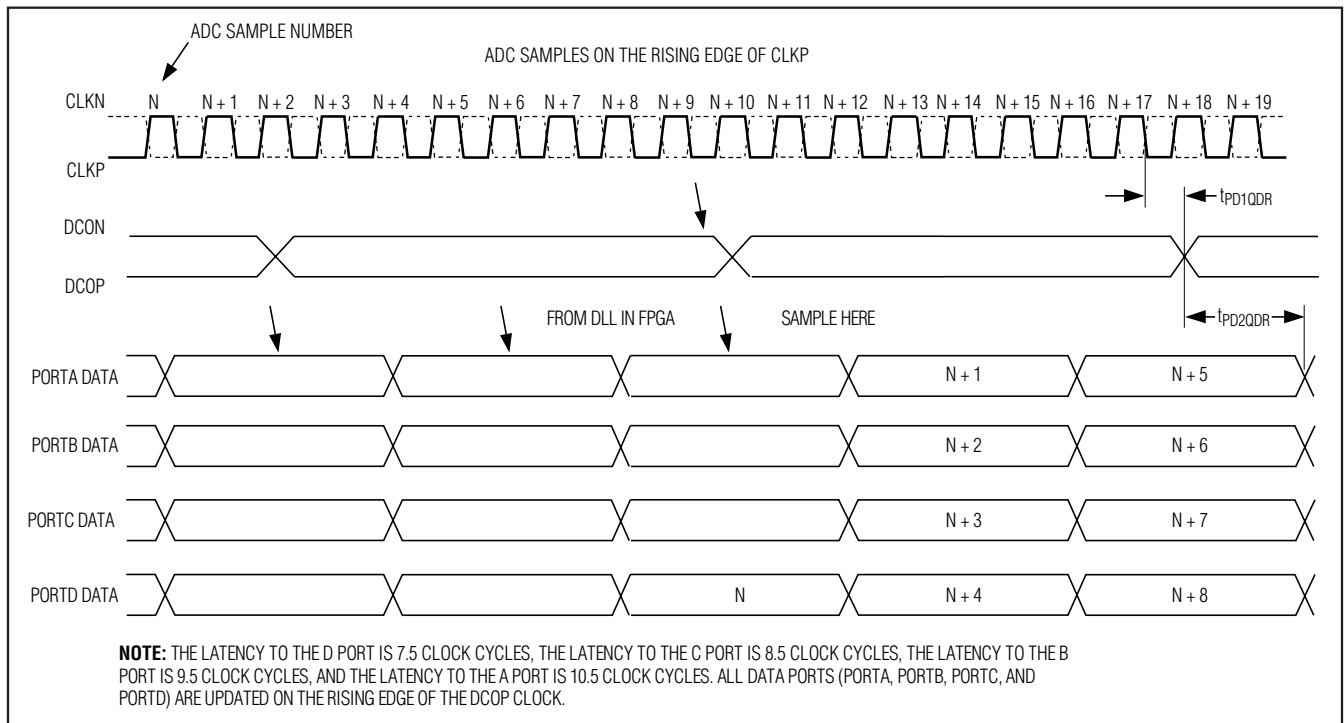 ADC SAMPLE NUMBER
ADC SAMPLES ON THE RISING EDGE OF CLKP
CLKN N N + 1 N + 2 N + 3 N + 4 N + 5 N + 6 N + 7 N + 8 N + 9 N + 10 N + 11 N + 12 N + 13 N + 14 N + 15 N + 16 N + 17 N + 18 N + 19
CLKP
tPD1QDR
DCON
DCOP
FROM DLL IN FPGA SAMPLE HERE
tPD2QDR
PORTA DATA N + 1 N + 5
PORTB DATA N + 2 N + 6
PORTC DATA N + 3 N + 7
PORTD DATA N N + 4 N + 8
NOTE: THE LATENCY TO THE D PORT IS 7.5 CLOCK CYCLES, THE LATENCY TO THE C PORT IS 8.5 CLOCK CYCLES, THE LATENCY TO THE B
PORT IS 9.5 CLOCK CYCLES, AND THE LATENCY TO THE A PORT IS 10.5 CLOCK CYCLES. ALL DATA PORTS (PORTA, PORTB, PORTC, AND
PORTD) ARE UPDATED ON THE RISING EDGE OF THE DCOP CLOCK.